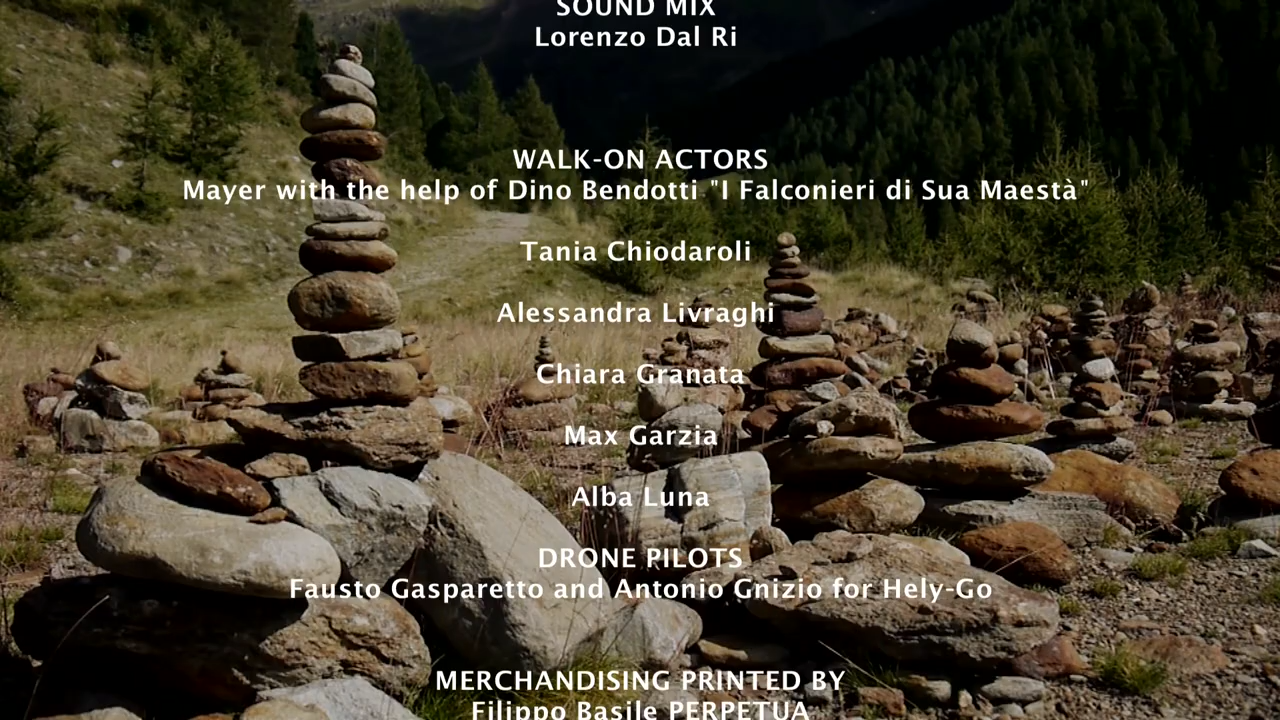 SOUND MIX
Lorenzo Dal Ri
WALK-ON ACTORS
Mayer with the help of Dino Bendotti "I Falconieri di Sua Maestà"
Tania Chiodaroli
Alessandra Livraghi
Chiara Granata
Max Garzia
Alba Luna
DRONE PILOTS
Fausto Gasparetto and Antonio Gnizio for Hely-Go
MERCHANDISING PRINTED BY
Filippo Basile PERPETUA